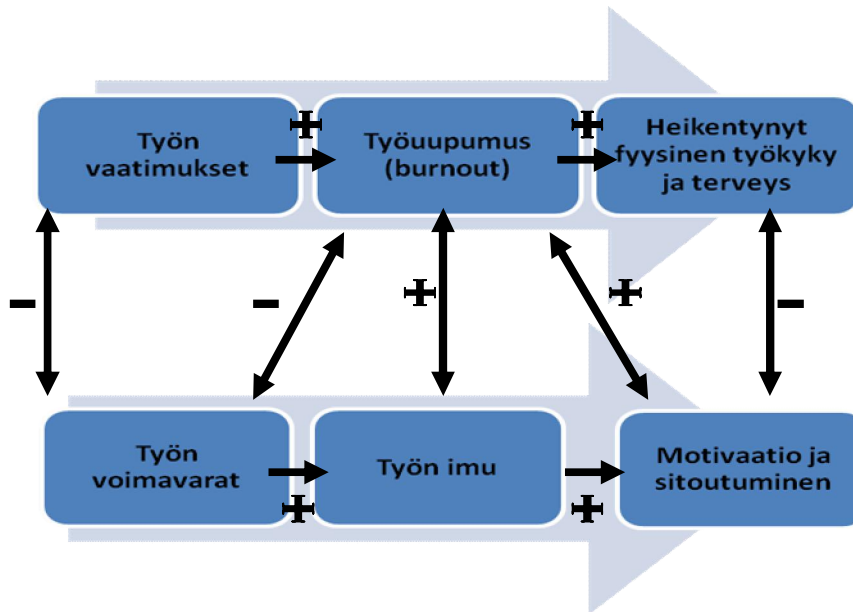 +
+
Työn
vaatimukset
Työuupumus
(burnout)
Heikentynyt
fyysinen työkyky
ja terveys
-
-
+
+
-
Työn
voimavarat
Työn imu
Motivaatio ja
sitoutuminen
+
+